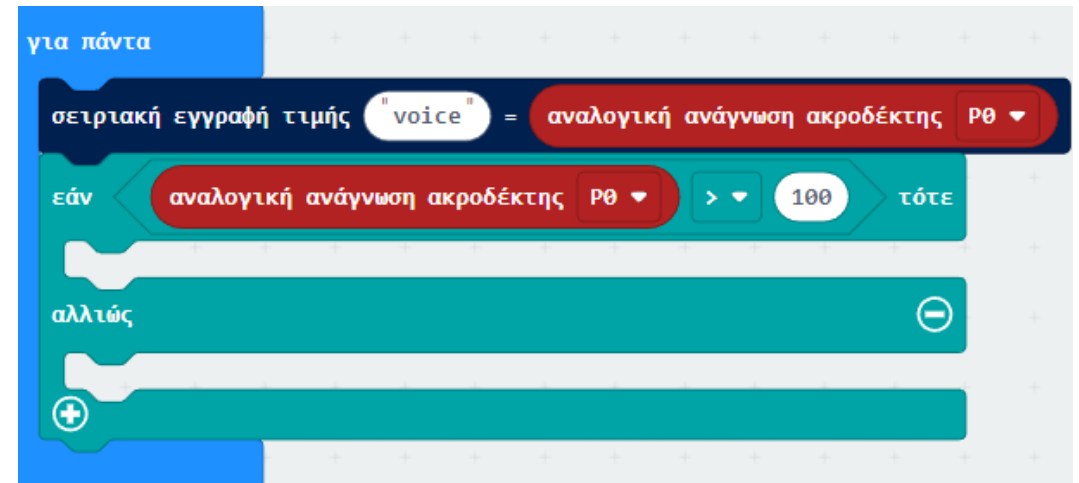 για πάντα
σειριακή εγγραφή τιμής "voice" = αναλογική ανάγνωση ακροδέκτης P0
εάν αναλογική ανάγνωση ακροδέκτης P0 > 100 τότε
αλλιώς